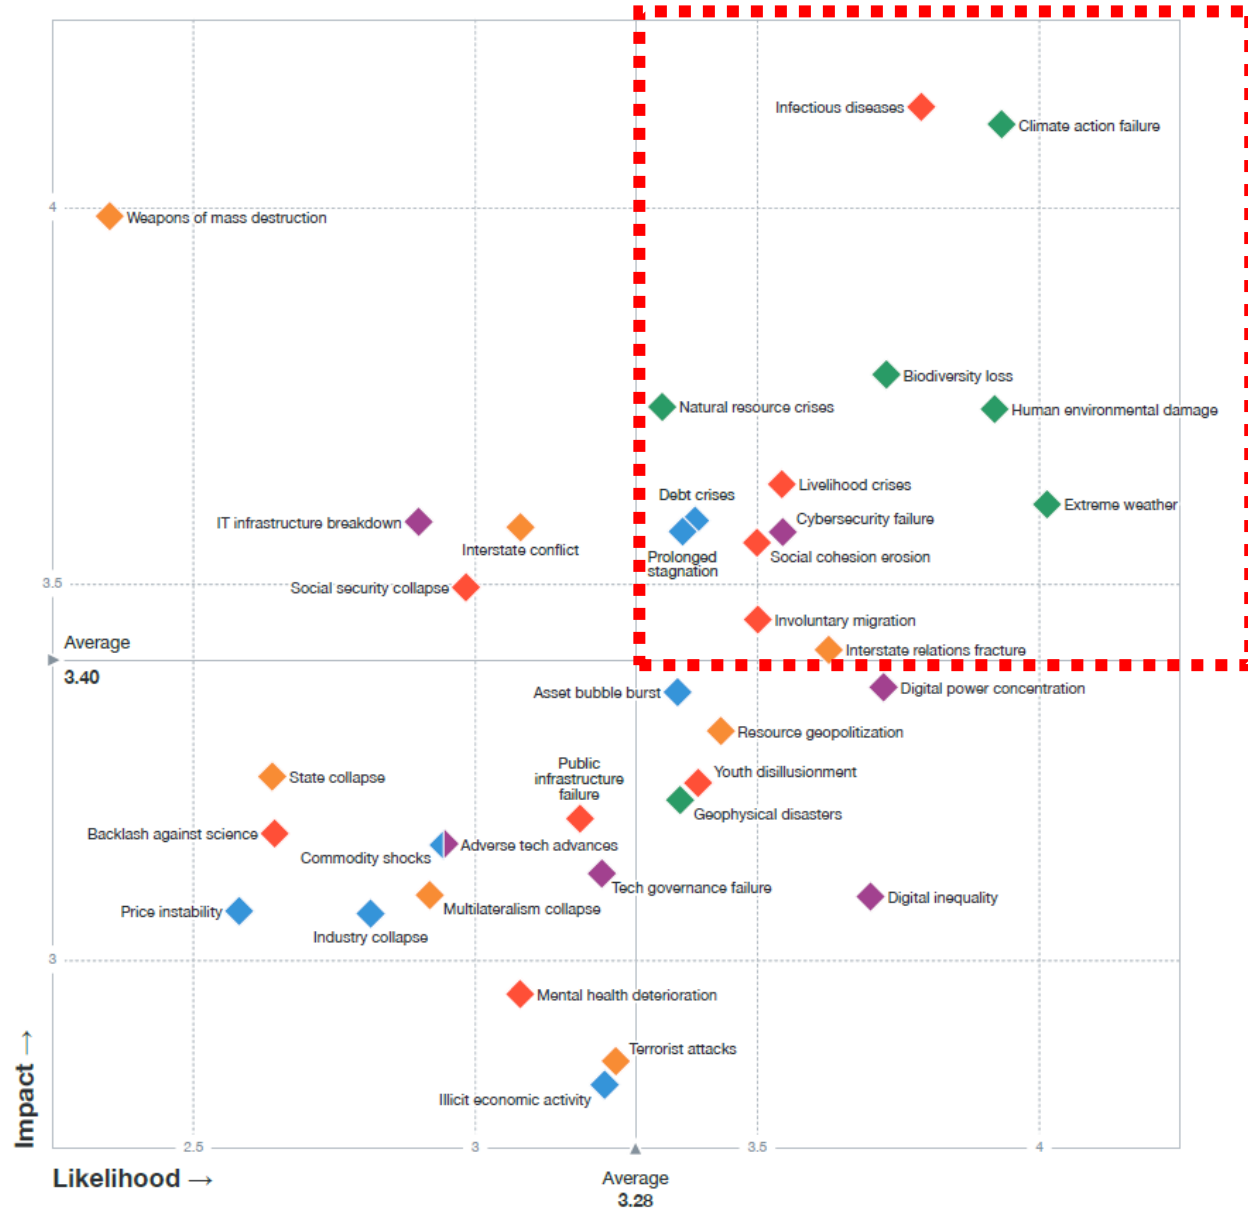 Infectious diseases
Climate action failure
4
Weapons of mass destruction
Biodiversity loss
Natural resource crises
Human environmental damage
Livelihood crises
Debt crises
Extreme weather
IT infrastructure breakdown
Cybersecurity failure
Interstate conflict
Prolonged
stagnation
Social cohesion erosion
3.5
Social security collapse
Involuntary migration
Average
3.40
Interstate relations fracture
Asset bubble burst
Digital power concentration
Resource geopolitization
Public
infrastructure
failure
Youth disillusionment
State collapse
Geophysical disasters
Backlash against science
Commodity shocks
Adverse tech advances
Tech governance failure
Digital inequality
Price instability
Multilateralism collapse
Industry collapse
3
Mental health deterioration
Terrorist attacks
Illicit economic activity
Impact →
2.5
3
3.5
4
Likelihood →
Average
3.28